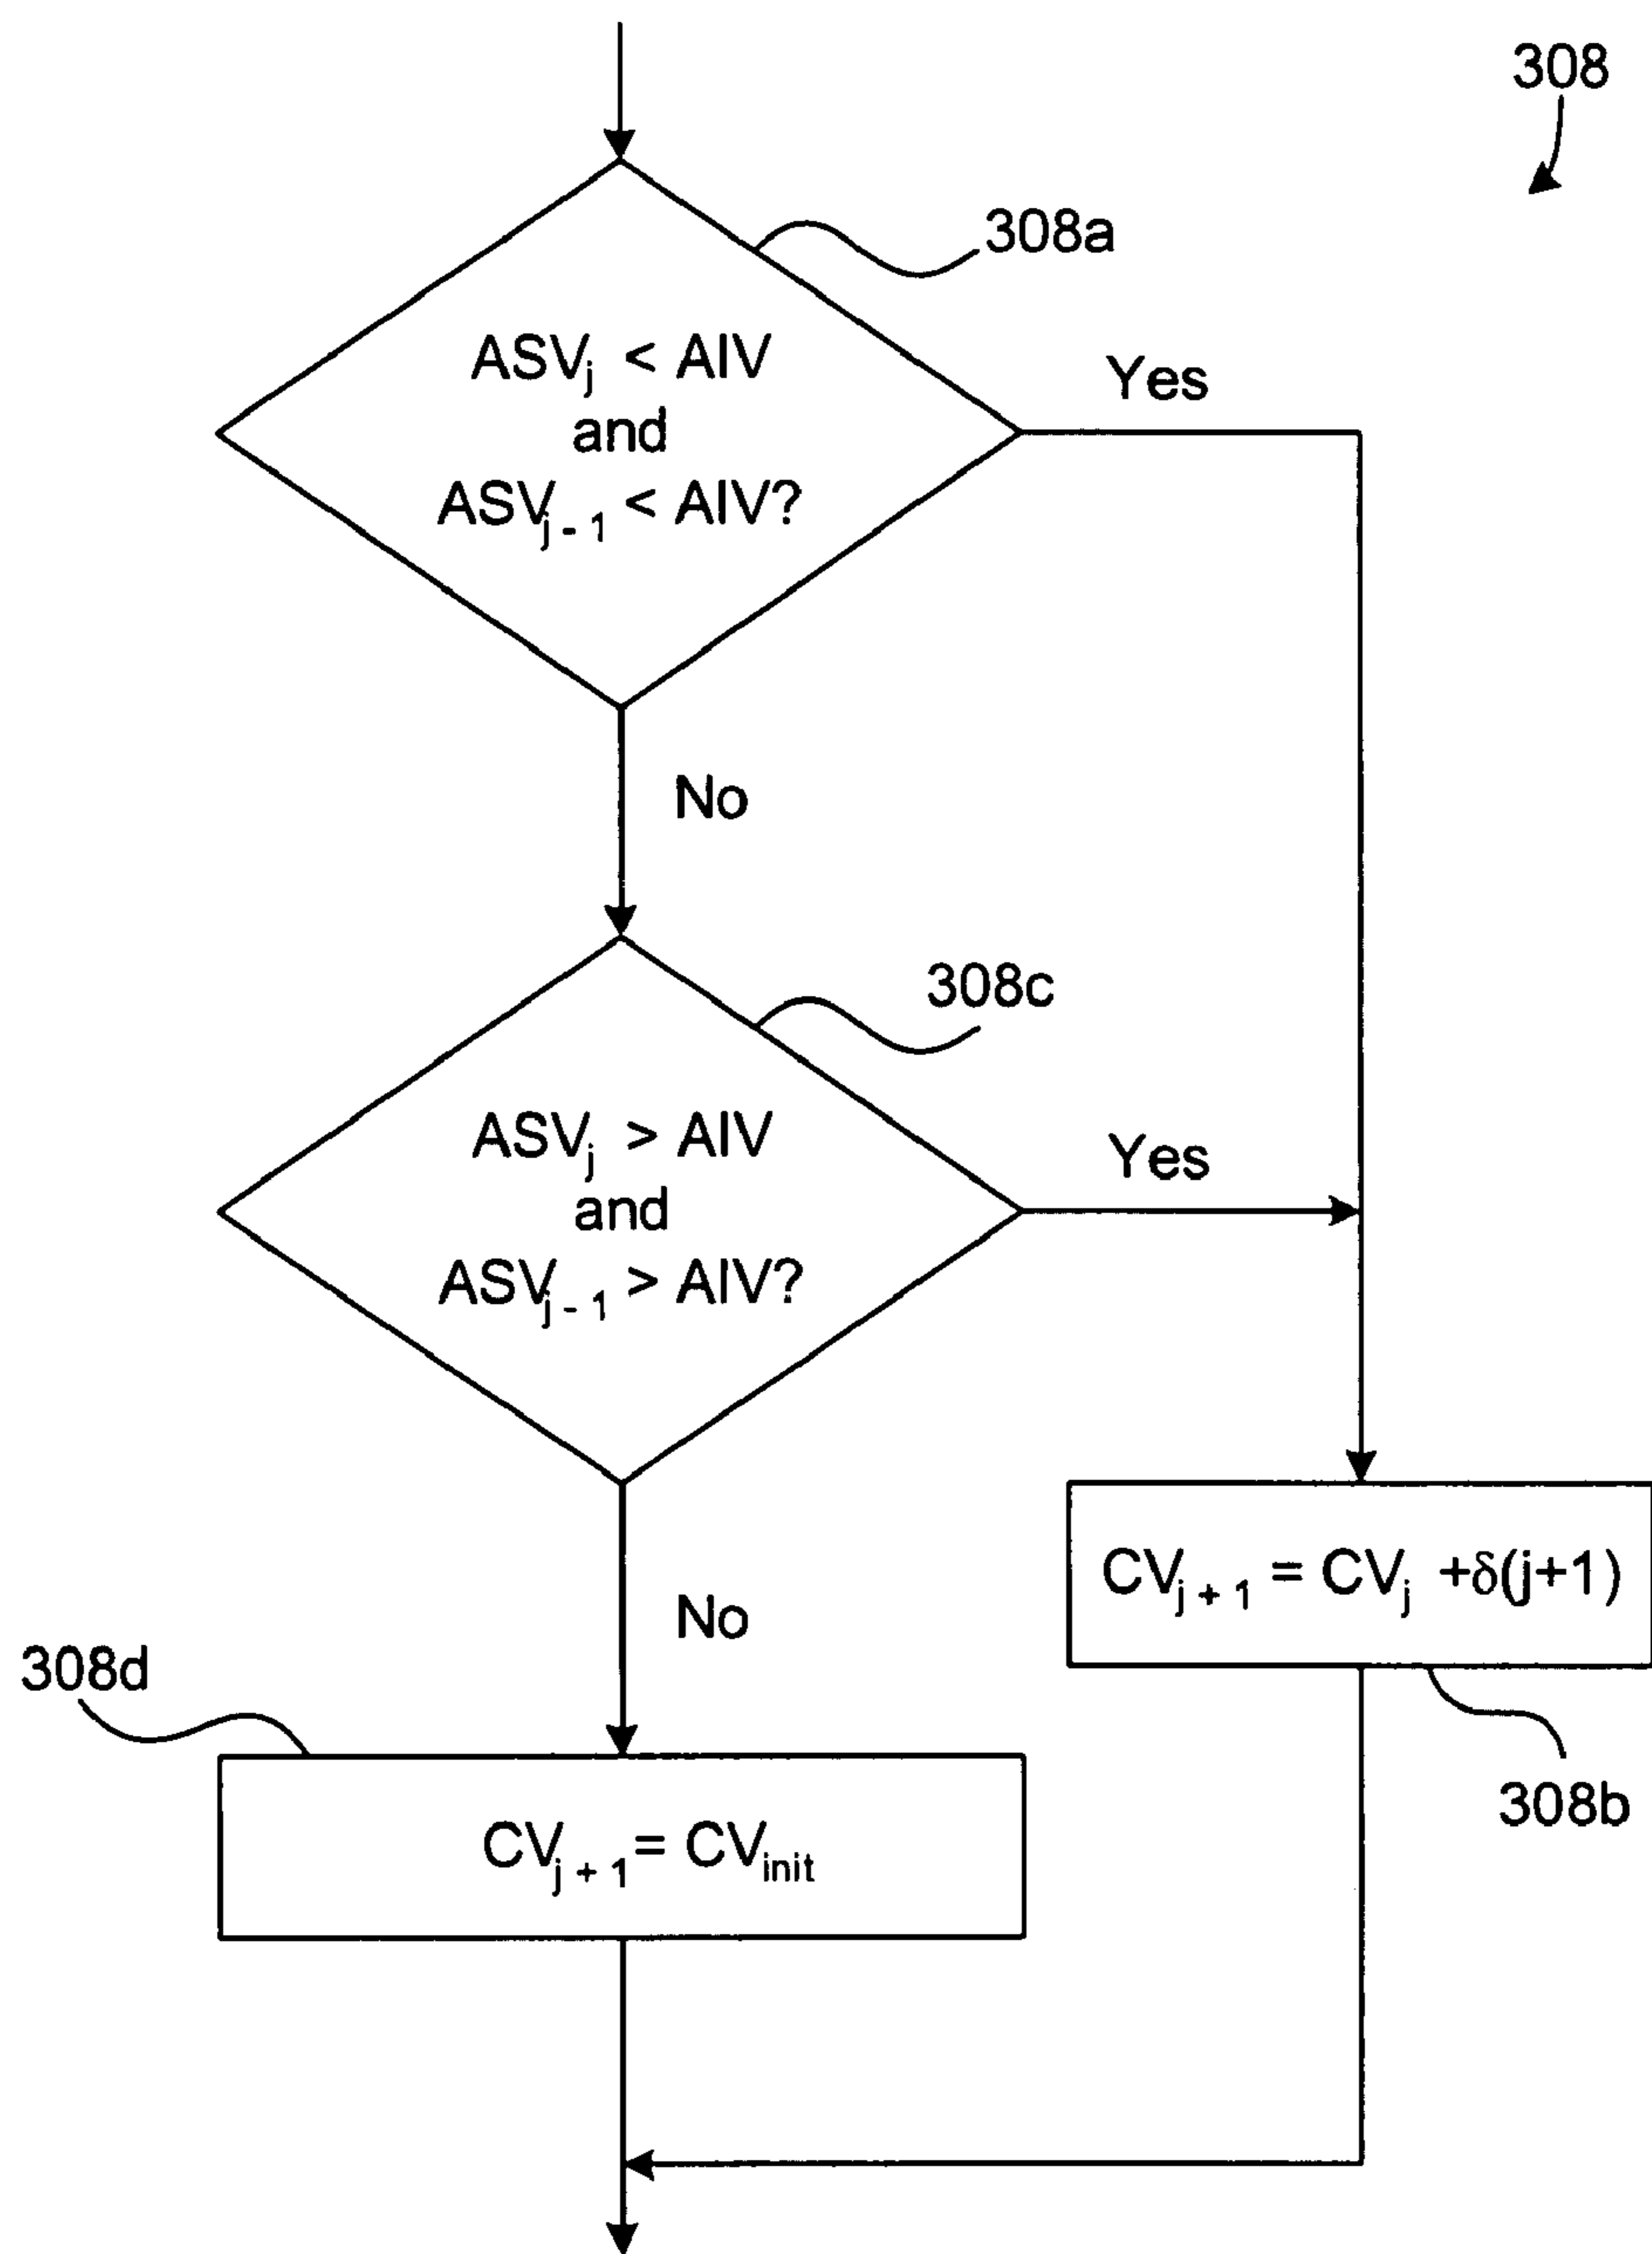 308
308a
ASVj < AIV
and
ASVj - 1 < AIV?
Yes
No
308c
ASVj > AIV
and
ASVj - 1 > AIV?
Yes
CVj + 1 = CVj +δ(j+1)
No
308d
308b
CVj + 1 = CVinit